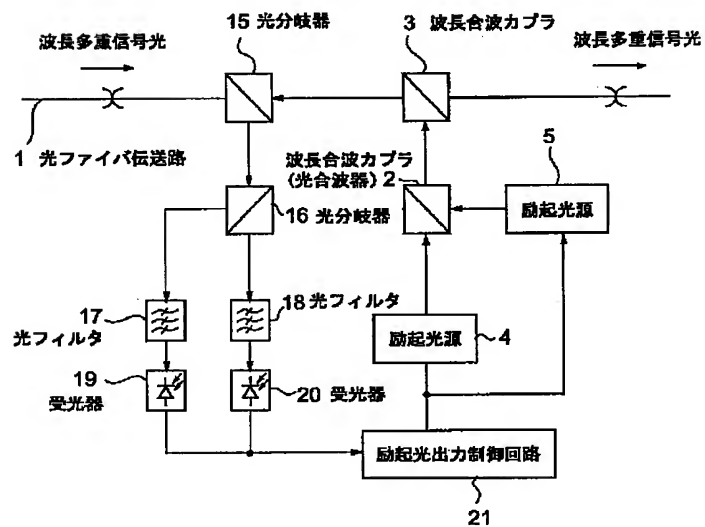 15 光分岐器
3 波長合波カプラ
波長多重信号光
波長多重信号光
1 光ファイバ伝送路
波長合波カプラ
(光合波器) 2
5
励起光源
16 光分岐器
17
光フィルタ
18 光フィルタ
励起光源
4
19
受光器
20 受光器
励起光出力制御回路
21